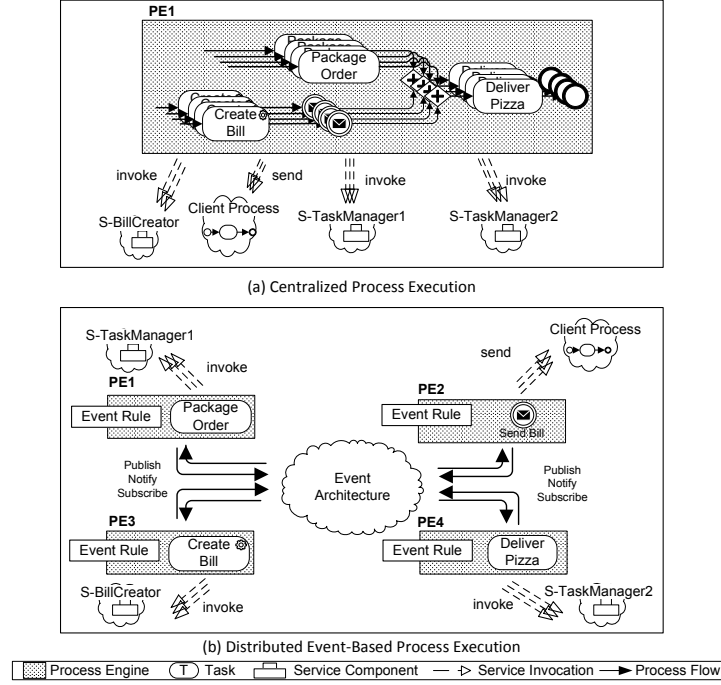 PE1
Package
Order
Deliver
Pizza
Create
Bill
invoke
send
invoke
invoke
S-BillCreator
Client Process
S-TaskManager1
S-TaskManager2
(a) Centralized Process Execution
S-TaskManager1
Client Process
invoke
send
PE1
PE2
Event Rule
Package
Order
Event Rule
Send Bill
Publish
Notify
Subscribe
Event
Architecture
Publish
Notify
Subscribe
PE3
PE4
Event Rule
Create
Bill
Event Rule
Deliver
Pizza
S-BillCreator
invoke
invoke
S-TaskManager2
(b) Distributed Event-Based Process Execution
Process Engine T Task Service Component Service Invocation Process Flow